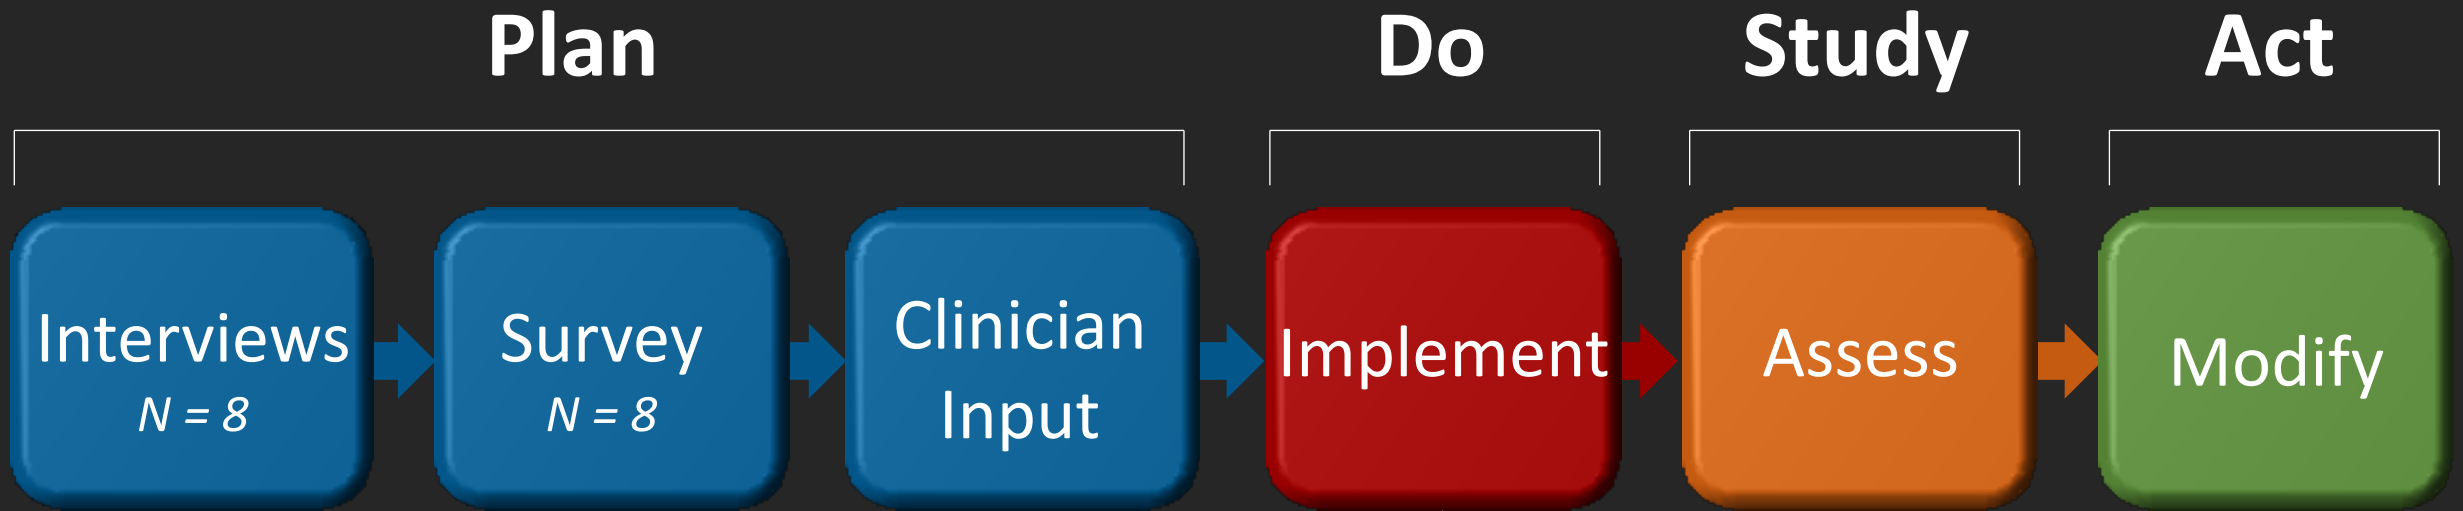 Plan
Do
Study
Act
Interviews
N = 8
Survey
N = 8
Clinician
Input
Implement
Assess
Modify